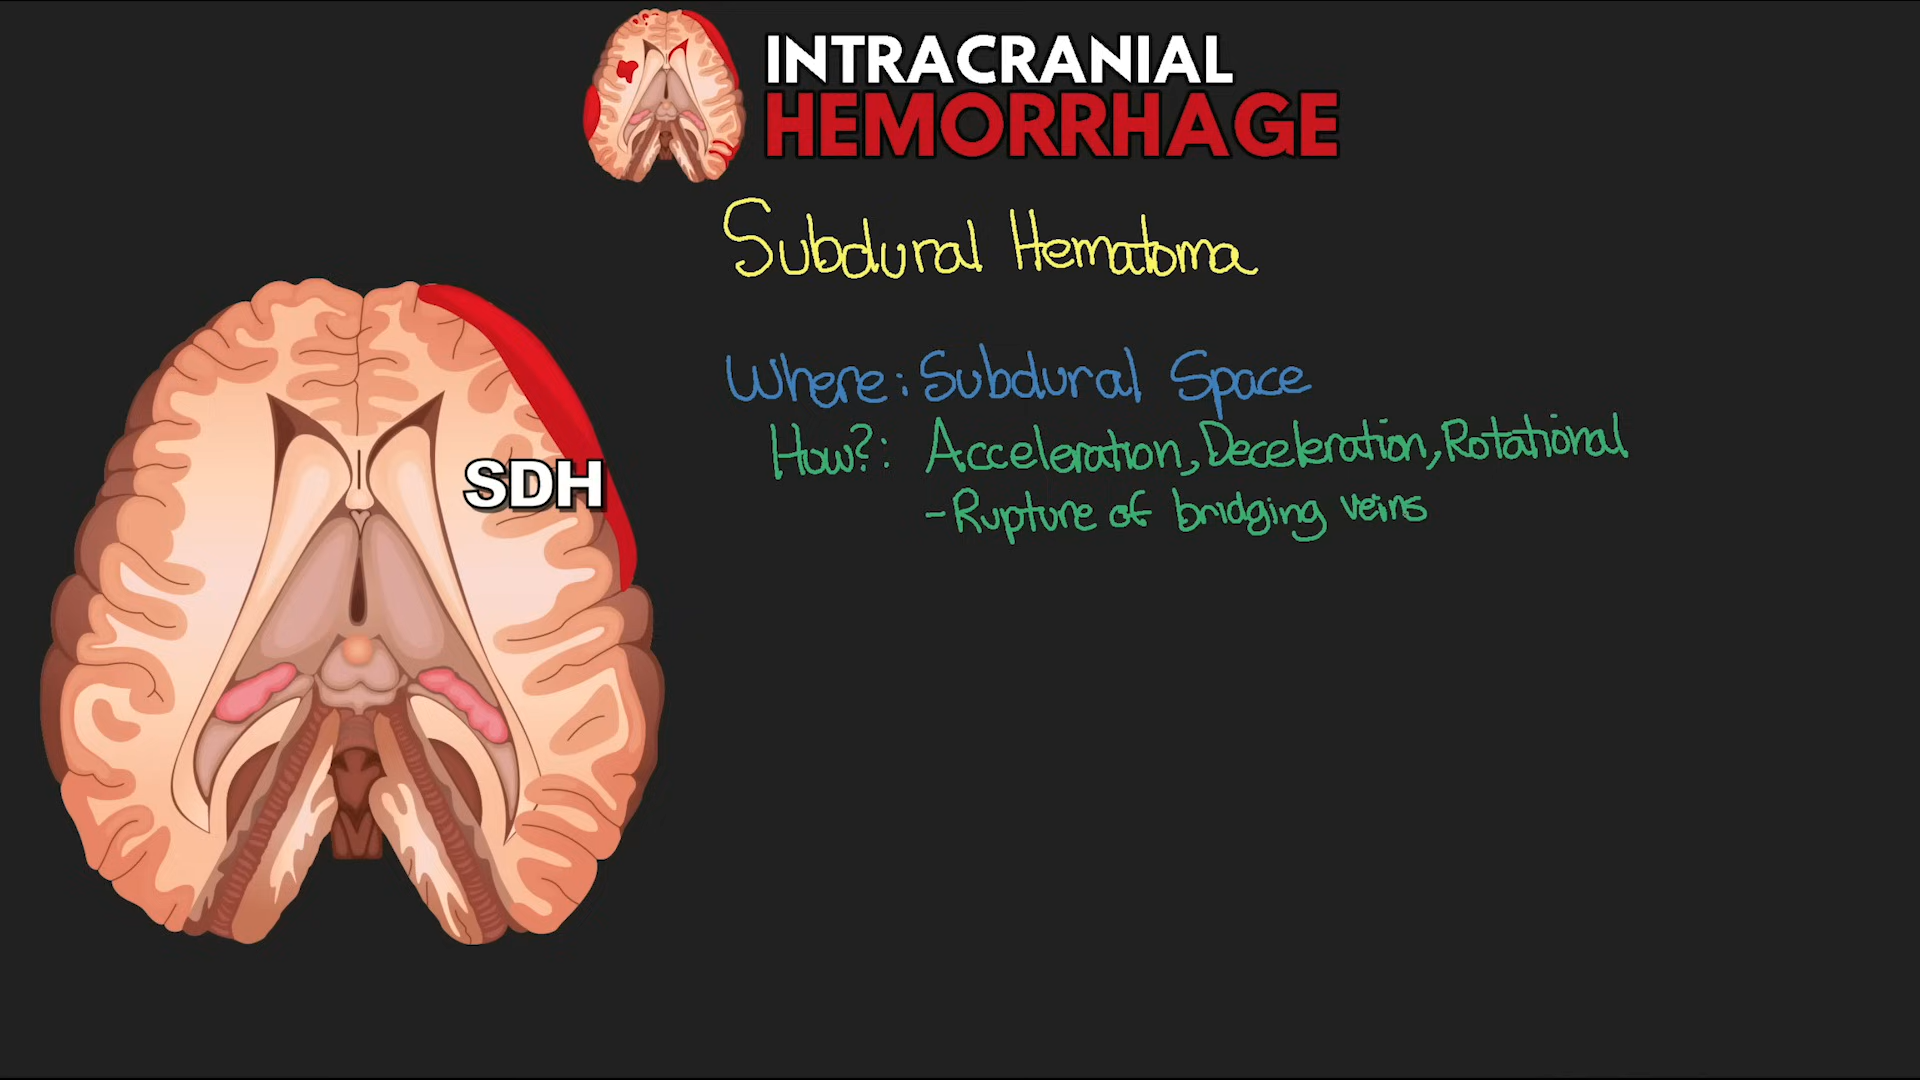 INTRACRANIAL
HEMORRHAGE
Subdural Hematoma
Where: Subdural Space
How?: Acceleration, Deceleration, Rotational
- Rupture of bridging veins
SDH